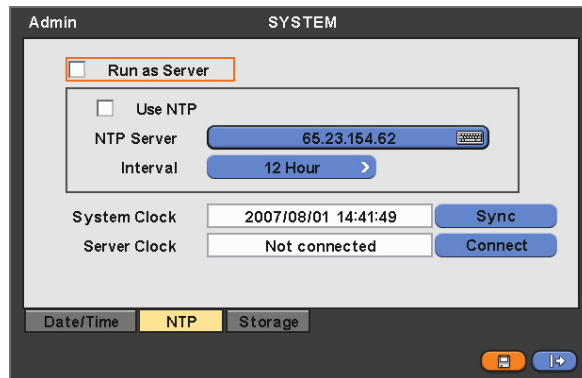 Admin SYSTEM
Run as Server
Use NTP
NTP Server 65.23.154.62
Interval 12 Hour >
System Clock 2007/08/01 14:41:49 Sync
Server Clock Not connected Connect
Date/Time NTP Storage